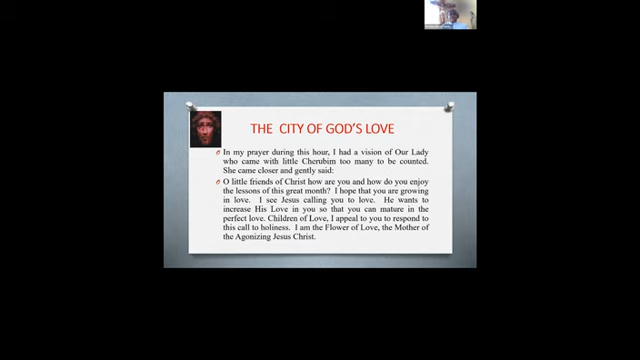 THE CITY OF GOD'S LOVE
In my prayer during this hour, I had a vision of Our Lady
who came with little Cherubim too many to be counted.
She came closer and gently said:
O little friends of Christ how are you and how do you enjoy
the lessons of this great month? I hope that you are growing
in love. I see Jesus calling you to love. He wants to
increase His Love in you so that you can mature in the
perfect love. Children of Love, I appeal to you to respond to
this call to holiness. I am the Flower of Love, the Mother of
the Agonizing Jesus Christ.